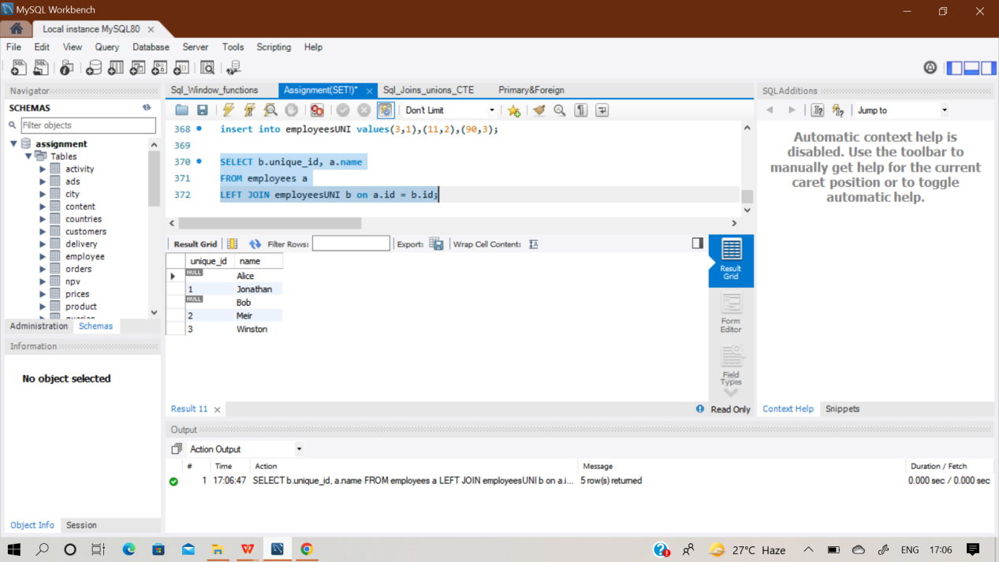 MySQL Workbench
Local instance MySQL80
File Edit View Query Database Server Tools Scripting Help
Navigator
SCHEMAS
Filter objects
assignment
Tables
activity
ads
city
content
countries
customers
delivery
employee
orders
npv
prices
product
Administration Schemas
Information
No object selected
Object Info Session
Sql_Window_functions Assignment(SET!)* Sql_Joins_unions_CTE Primary&Foreign
Don't Limit
368 insert into employeesUNI values(3,1),(11,2),(90,3);
369
370 SELECT b.unique_id, a.name
371 FROM employees a
372 LEFT JOIN employeesUNI b on a.id = b.id;
Result Grid Filter Rows: Export: Wrap Cell Content:
unique_id name
NULL Alice
1 Jonathan
NULL Bob
2 Meir
3 Winston
Result Grid
Form Editor
Field Types
Result 11 Read Only
Output
Action Output
# Time Action Message Duration / Fetch
1 17:06:47 SELECT b.unique_id, a.name FROM employees a LEFT JOIN employeesUNI b on a.i... 5 row(s) returned 0.000 sec / 0.000 sec
SQLAdditions
Jump to
Automatic context help is
disabled. Use the toolbar to
manually get help for the current
caret position or to toggle
automatic help.
Context Help Snippets
27°C Haze ENG 17:06